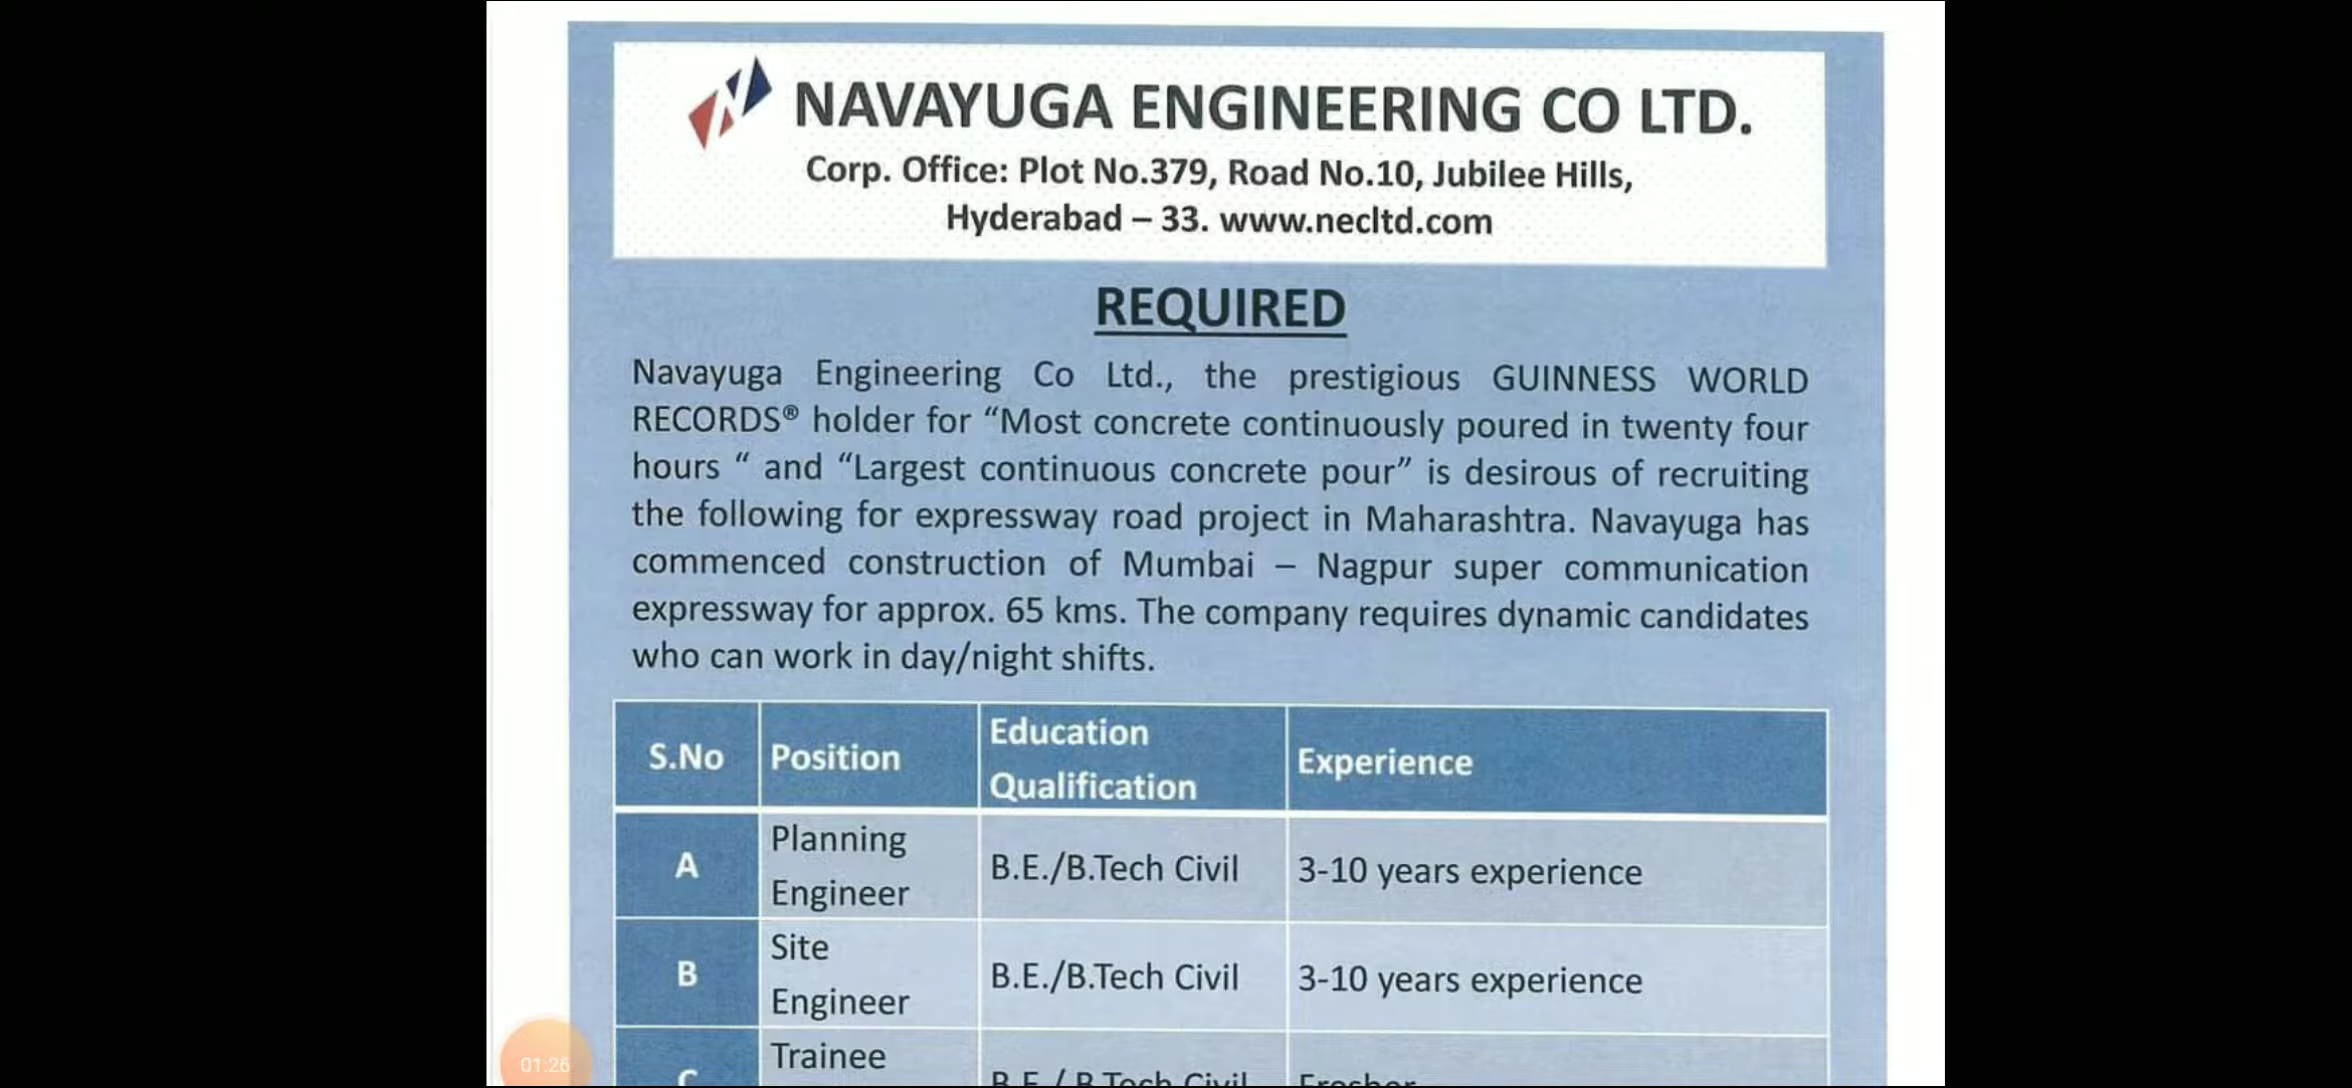 NAVAYUGA ENGINEERING CO LTD.
Corp. Office: Plot No.379, Road No.10, Jubilee Hills,
Hyderabad – 33. www.necltd.com
REQUIRED
Navayuga Engineering Co Ltd., the prestigious GUINNESS WORLD
RECORDS® holder for “Most concrete continuously poured in twenty four
hours “ and “Largest continuous concrete pour” is desirous of recruiting
the following for expressway road project in Maharashtra. Navayuga has
commenced construction of Mumbai – Nagpur super communication
expressway for approx. 65 kms. The company requires dynamic candidates
who can work in day/night shifts.
S.No Position Education Qualification Experience
A Planning Engineer B.E./B.Tech Civil 3-10 years experience
B Site Engineer B.E./B.Tech Civil 3-10 years experience
C Trainee B.E./ B.Tech Civil Fresher
01:26